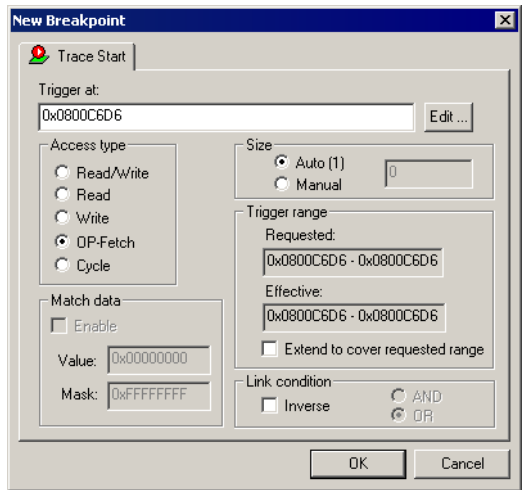 New Breakpoint
Trace Start
Trigger at:
0x0800C6D6
Edit ...
Access type
Read/Write
Read
Write
OP-Fetch
Cycle
Size
Auto (1)
0
Manual
Trigger range
Requested:
0x0800C6D6 - 0x0800C6D6
Effective:
0x0800C6D6 - 0x0800C6D6
Extend to cover requested range
Match data
Enable
Value: 0x00000000
Mask: 0xFFFFFFFF
Link condition
Inverse
AND
OR
OK
Cancel